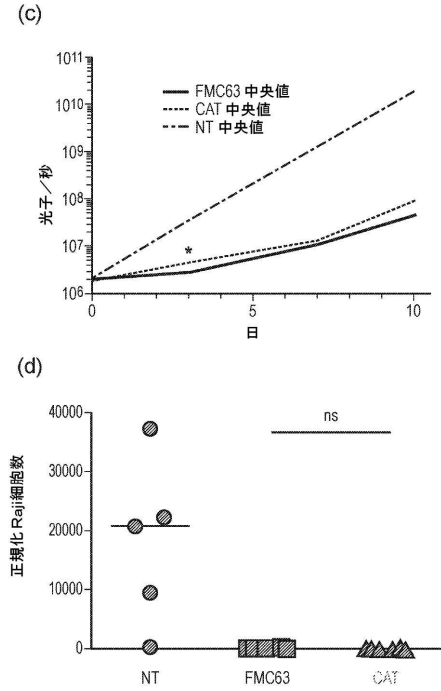 (c)
10¹¹
10¹⁰
10⁹
10⁸
10⁷
10⁶
光子／秒
FMC63 中央値
CAT 中央値
NT 中央値
*
0
5
10
日
(d)
40000
30000
20000
10000
0
正規化 Raji細胞数
ns
NT
FMC63
CAT